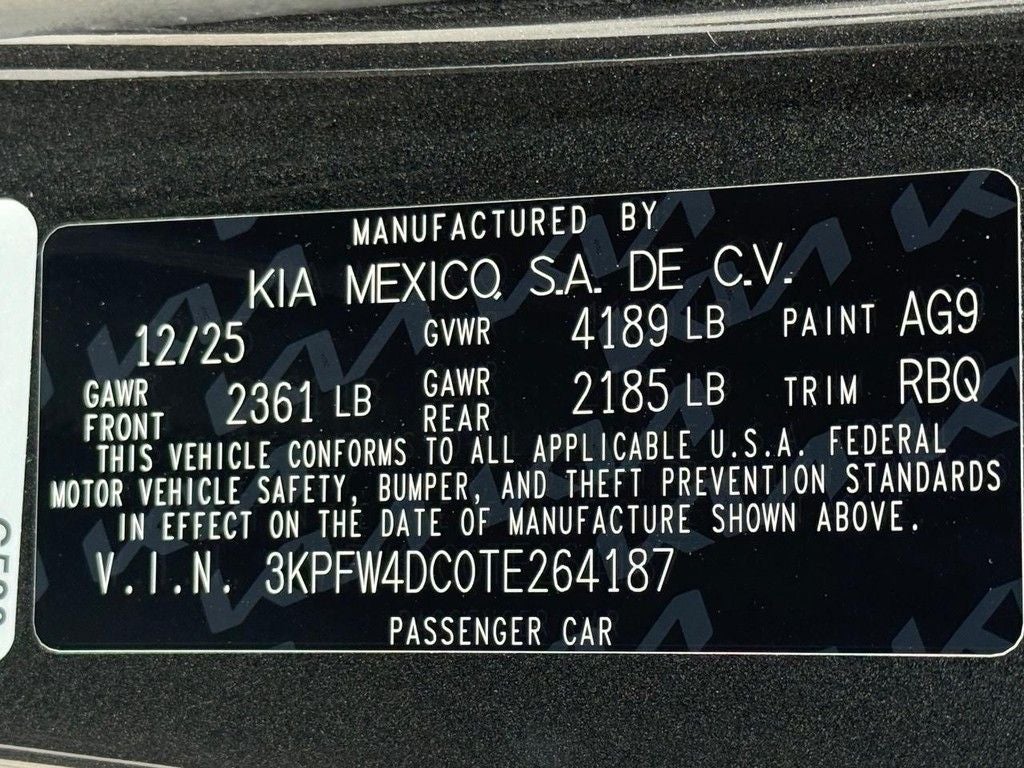 MANUFACTURED BY
KIA MEXICO, S.A. DE C.V.
12/25 GVWR 4189 LB PAINT AG9
GAWR FRONT 2361 LB GAWR REAR 2185 LB TRIM RBQ
THIS VEHICLE CONFORMS TO ALL APPLICABLE U.S.A. FEDERAL
MOTOR VEHICLE SAFETY, BUMPER, AND THEFT PREVENTION STANDARDS
IN EFFECT ON THE DATE OF MANUFACTURE SHOWN ABOVE.
V.I.N. 3KPFW4DC0TE264187
PASSENGER CAR